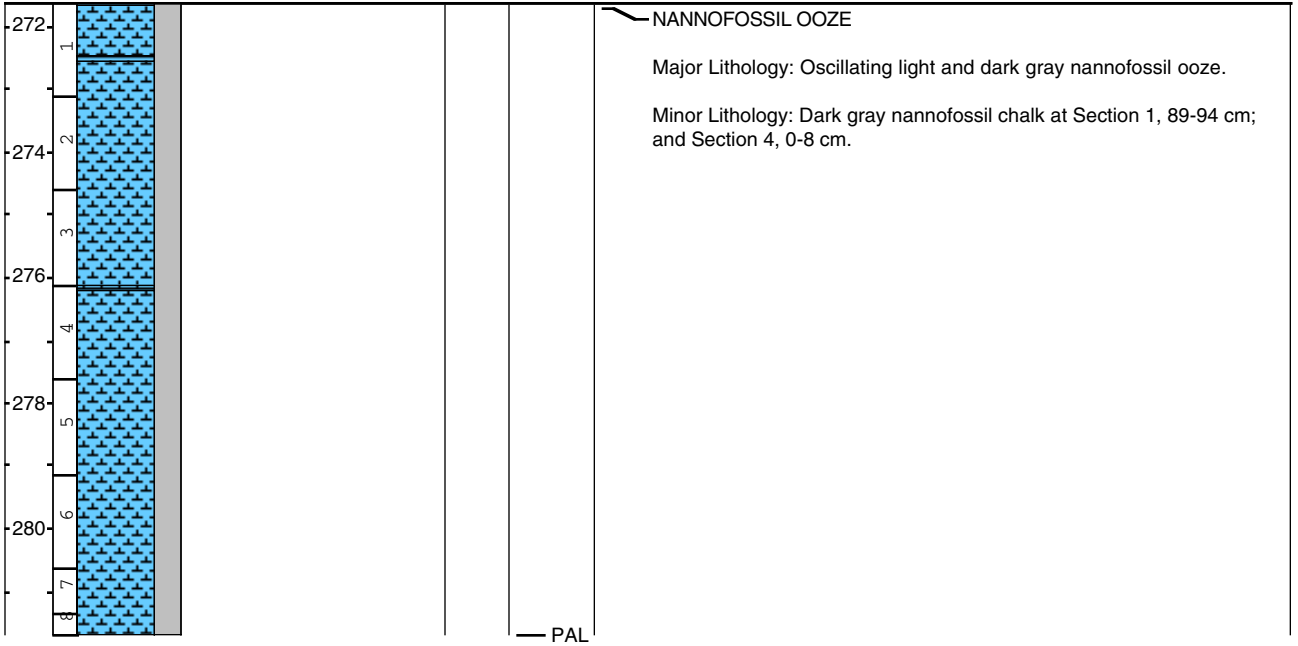 NANNOFOSSIL OOZE
Major Lithology: Oscillating light and dark gray nannofossil ooze.
Minor Lithology: Dark gray nannofossil chalk at Section 1, 89-94 cm;
and Section 4, 0-8 cm.
272
1
2
274
3
276
4
278
5
6
280
7
8
PAL